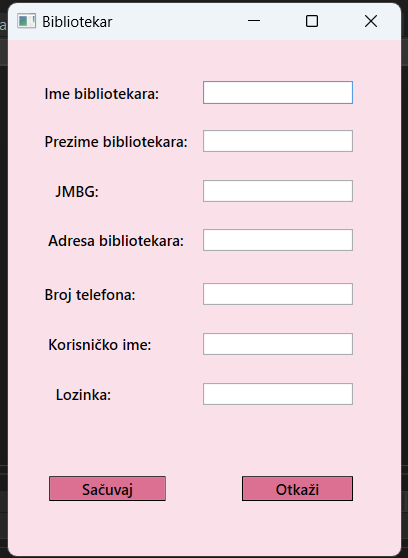 Bibliotekar
Ime bibliotekara:
Prezime bibliotekara:
JMBG:
Adresa bibliotekara:
Broj telefona:
Korisničko ime:
Lozinka:
Sačuvaj Otkaži